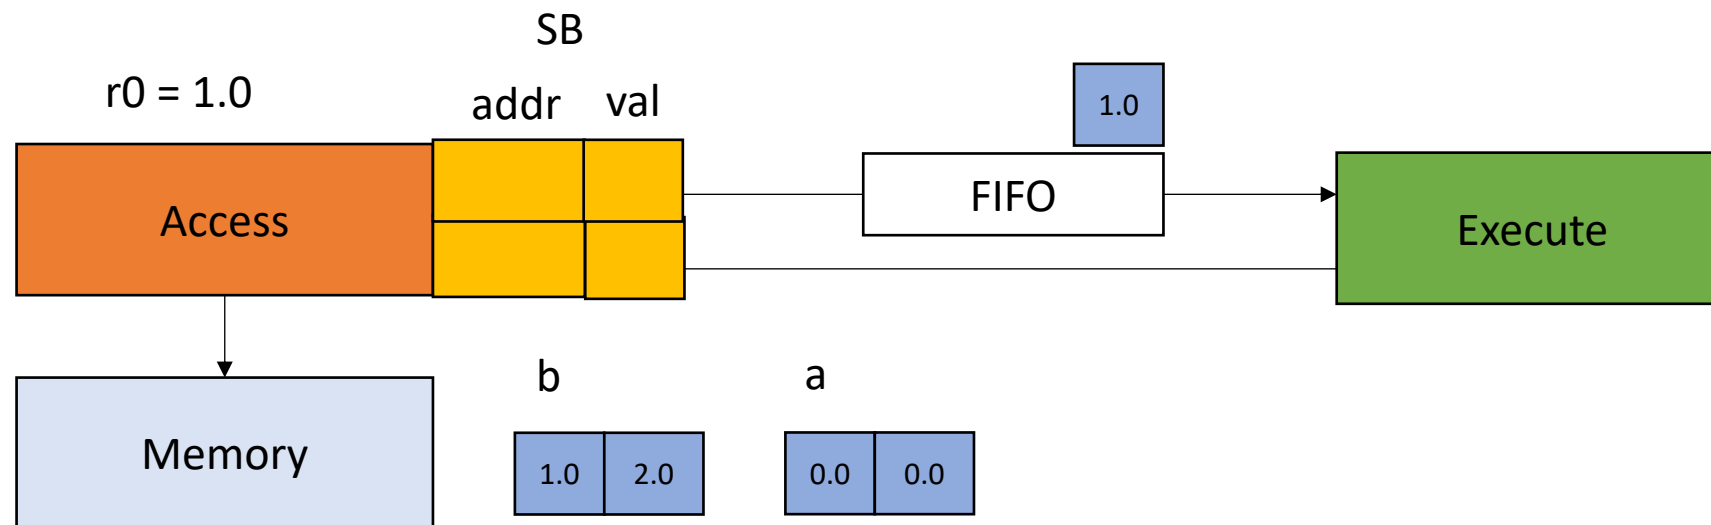 SB
r0 = 1.0
addr val
1.0
Access
FIFO
Execute
b
a
Memory
1.0 2.0
0.0 0.0